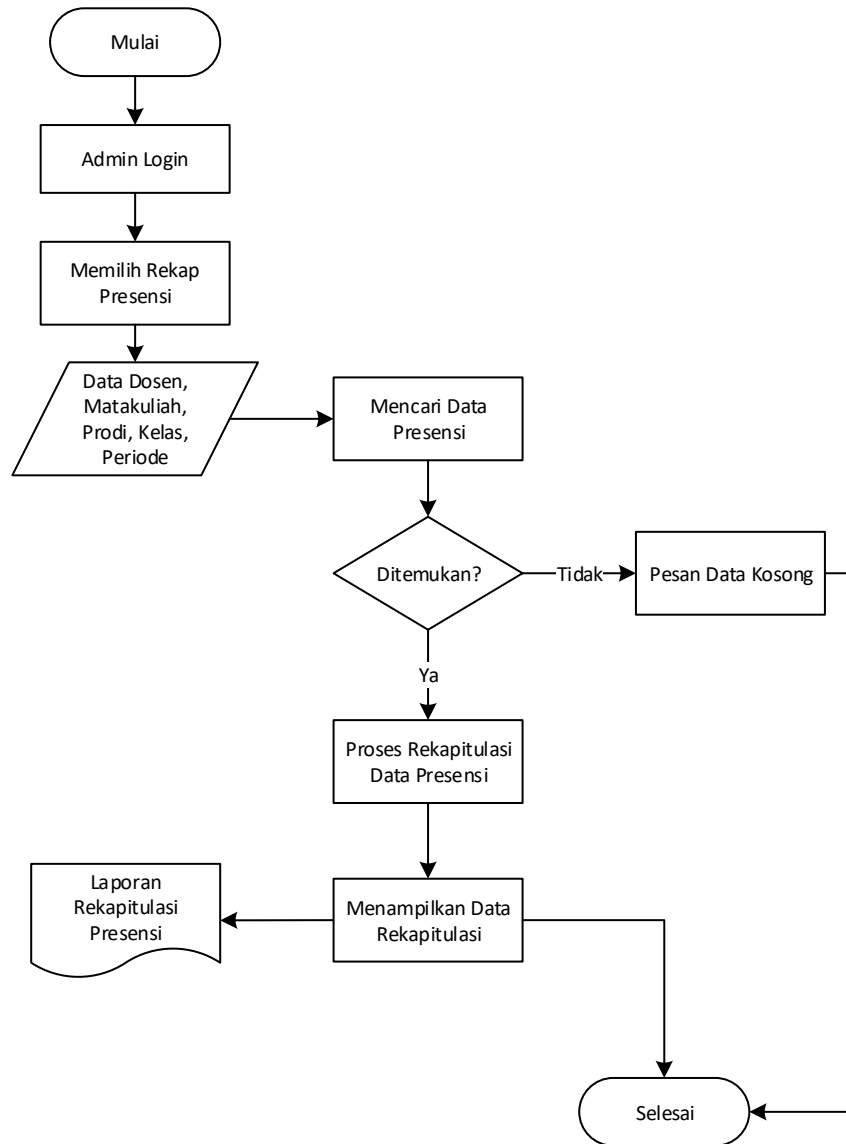 Mulai
Admin Login
Memilih Rekap
Presensi
Data Dosen,
Matakuliah,
Prodi, Kelas,
Periode
Mencari Data
Presensi
Ditemukan?
Tidak
Pesan Data Kosong
Ya
Proses Rekapitulasi
Data Presensi
Laporan
Rekapitulasi
Presensi
Menampilkan Data
Rekapitulasi
Selesai